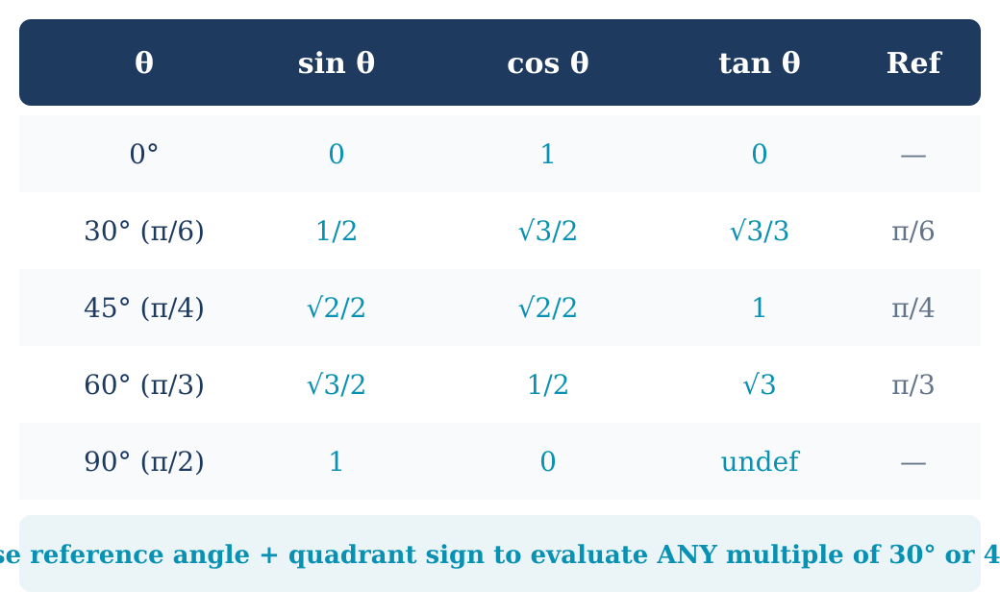 θ sin θ cos θ tan θ Ref
0° 0 1 0 —
30° (π/6) 1/2 √3/2 √3/3 π/6
45° (π/4) √2/2 √2/2 1 π/4
60° (π/3) √3/2 1/2 √3 π/3
90° (π/2) 1 0 undef —
se reference angle + quadrant sign to evaluate ANY multiple of 30° or 4